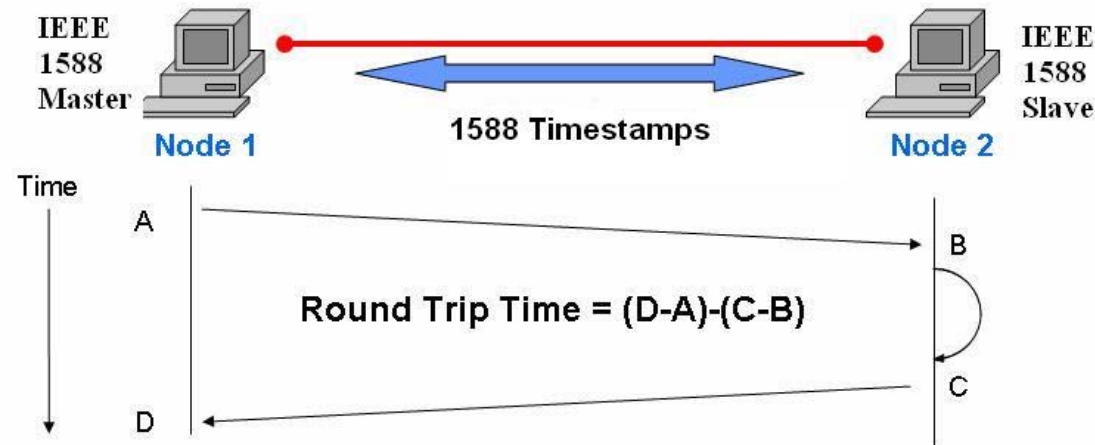 IEEE
1588
Master
IEEE
1588
Slave
1588 Timestamps
Node 1
Node 2
Time
A
B
Round Trip Time = (D-A)-(C-B)
C
D